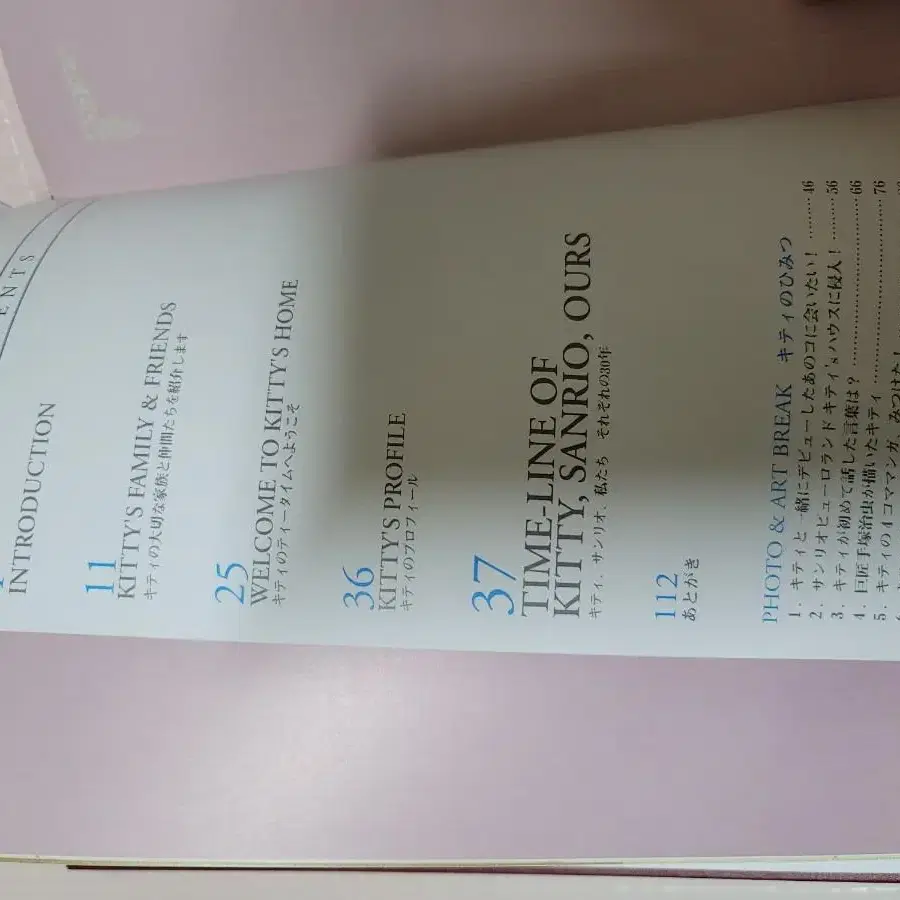 ENTS
INTRODUCTION
11
KITTY'S FAMILY & FRIENDS
キティの大切な家族と仲間たちを紹介します
25
WELCOME TO KITTY'S HOME
キティのティータイムへようこそ
36
KITTY'S PROFILE
キティのプロフィール
37
TIME-LINE OF
KITTY, SANRIO, OURS
キティ、サンリオ、私たち それぞれの30年
112
あとがき
PHOTO & ART BREAK キティのひみつ
1. キティと一緒にデビューしたあのコに会いたい! ………46
2. サンリオピューロランド キティ'sハウスに侵入! ………56
3. キティが初めて話した言葉は? ………………………66
4. 巨匠手塚治虫が描いたキティ ………………………76
5. キティの4コママンガ、みつけた!